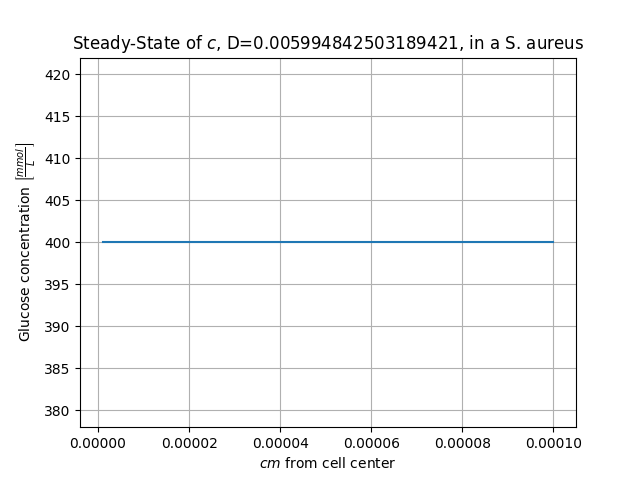 Steady-State of c, D=0.005994842503189421, in a S. aureus
420
415
410
405
400
395
390
385
380
Glucose concentration [mmol/L]
0.00000 0.00002 0.00004 0.00006 0.00008 0.00010
cm from cell center